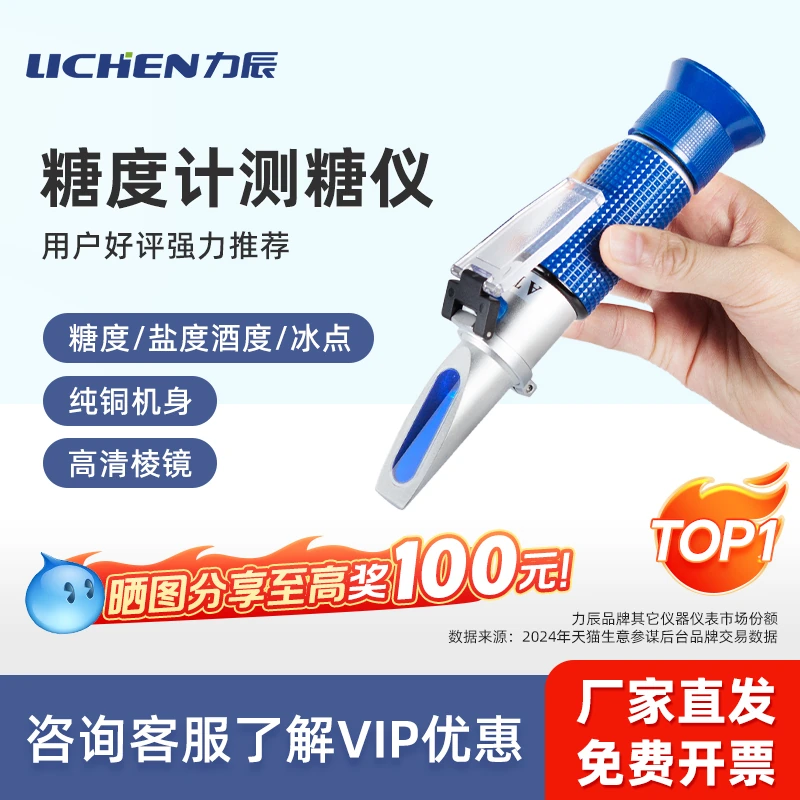 LICHEN力辰
糖度计测糖仪
用户好评强力推荐
糖度/盐度酒度/冰点
纯铜机身
高清棱镜
晒图分享至高奖100元!
TOP1
力辰品牌其它仪器仪表市场份额
数据来源：2024年天猫生意参谋后台品牌交易数据
咨询客服了解VIP优惠
厂家直发
免费开票